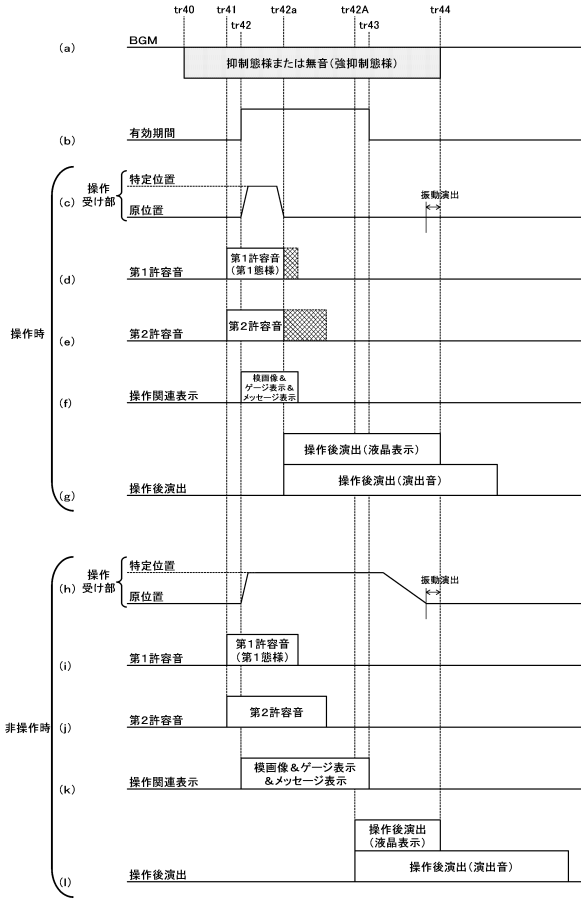 tr40 tr41 tr42a tr42A tr44
tr42 tr43
BGM
(a)
抑制態様または無音(強抑制態様)
(b)
有効期間
特定位置
操作
受け部
(c)
原位置
振動演出
第1許容音
(第1態様)
(d)
第1許容音
第2許容音
(e)
第2許容音
操作時
模画像&
ゲージ表示&
メッセージ表示
(f)
操作関連表示
操作後演出(液晶表示)
操作後演出(演出音)
(g)
操作後演出
特定位置
操作
受け部
(h)
原位置
振動演出
第1許容音
(第1態様)
(i)
第1許容音
第2許容音
(j)
第2許容音
非操作時
模画像&ゲージ表示
&メッセージ表示
(k)
操作関連表示
操作後演出
(液晶表示)
操作後演出(演出音)
(l)
操作後演出